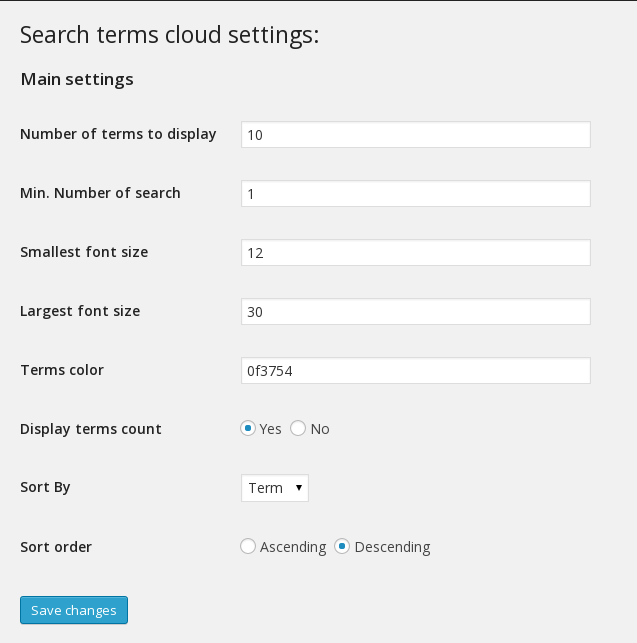 Search terms cloud settings:
Main settings
Number of terms to display 10
Min. Number of search 1
Smallest font size 12
Largest font size 30
Terms color 0f3754
Display terms count Yes No
Sort By Term
Sort order Ascending Descending
Save changes